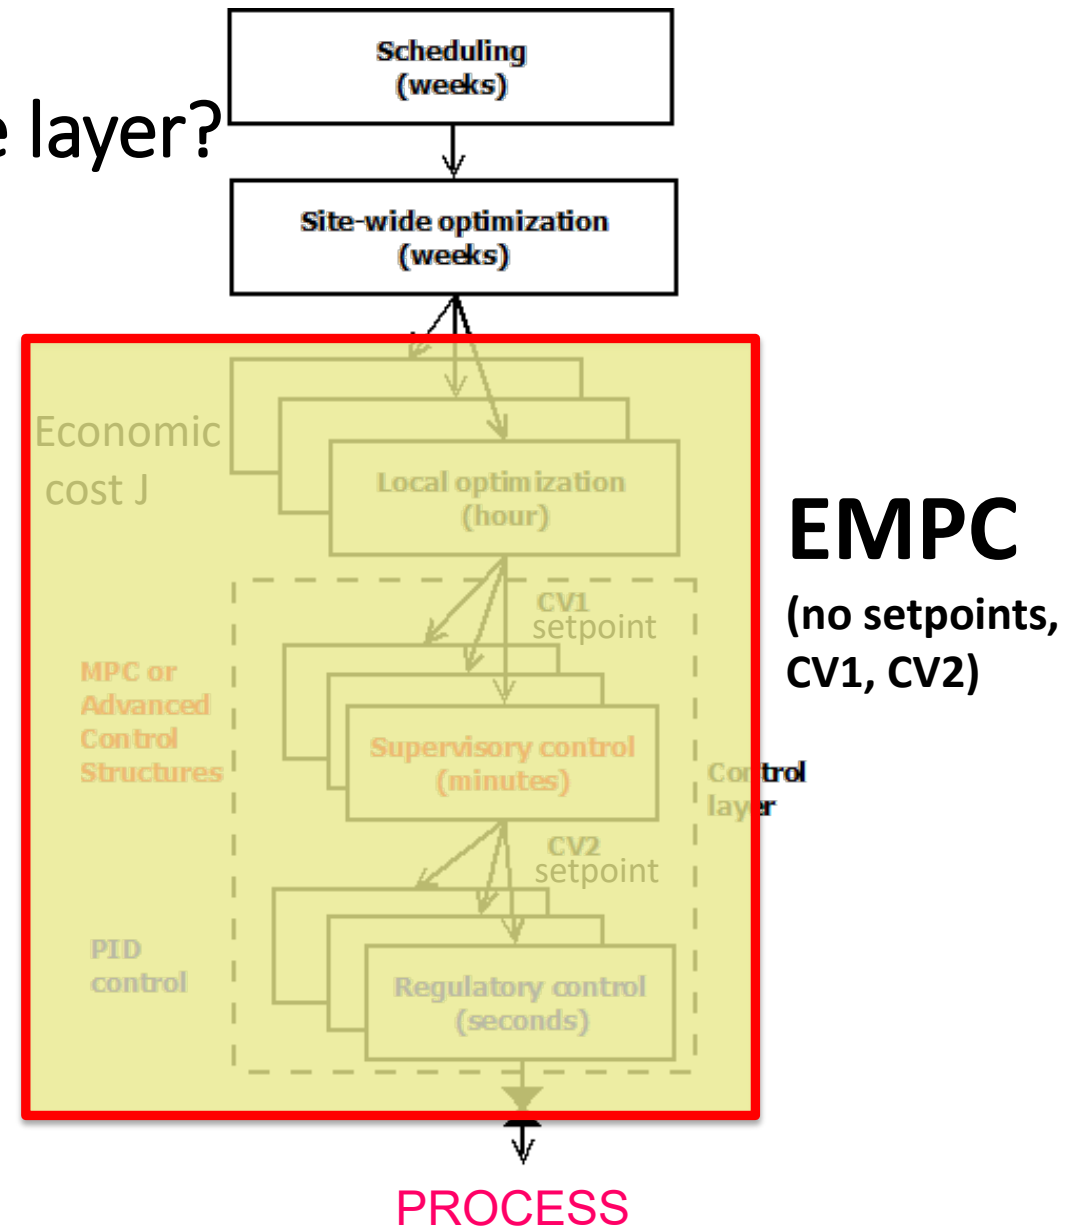 Scheduling
(weeks)
e layer?
Site-wide optimization
(weeks)
Economic
cost J
Local optimization
(hour)
EMPC
(no setpoints,
CV1, CV2)
CV1
setpoint
MPC or
Advanced
Control
Structures
Supervisory control
(minutes)
Control
layer
CV2
setpoint
PID
control
Regulatory control
(seconds)
PROCESS